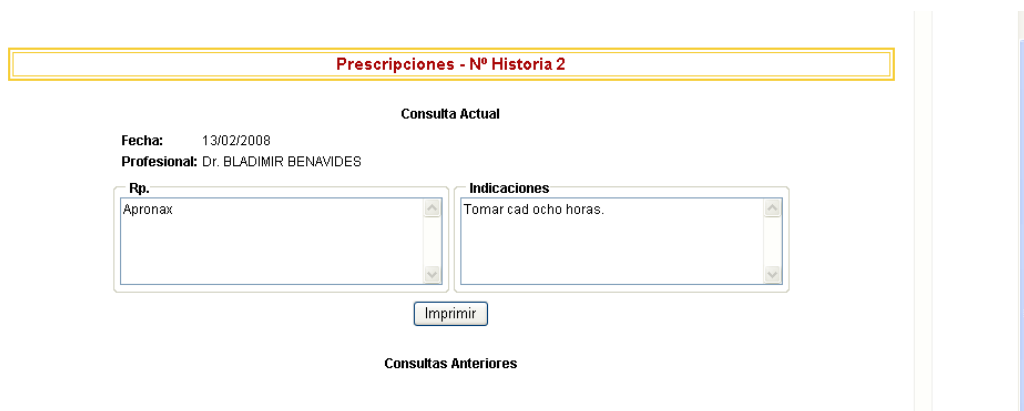 Prescripciones - Nº Historia 2
Consulta Actual
Fecha: 13/02/2008
Profesional: Dr. BLADIMIR BENAVIDES
Rp.
Apronax
Indicaciones
Tomar cad ocho horas.
Imprimir
Consultas Anteriores